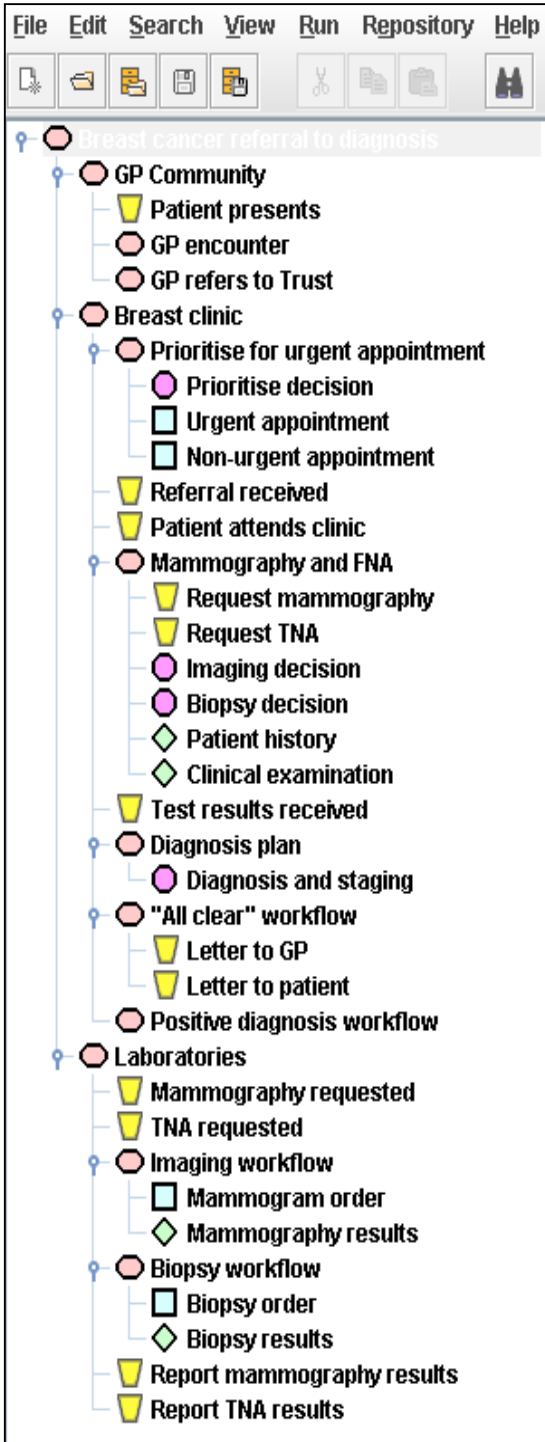 File Edit Search View Run Repository Help
Breast cancer referral to diagnosis
GP Community
Patient presents
GP encounter
GP refers to Trust
Breast clinic
Prioritise for urgent appointment
Prioritise decision
Urgent appointment
Non-urgent appointment
Referral received
Patient attends clinic
Mammography and FNA
Request mammography
Request TNA
Imaging decision
Biopsy decision
Patient history
Clinical examination
Test results received
Diagnosis plan
Diagnosis and staging
"All clear" workflow
Letter to GP
Letter to patient
Positive diagnosis workflow
Laboratories
Mammography requested
TNA requested
Imaging workflow
Mammogram order
Mammography results
Biopsy workflow
Biopsy order
Biopsy results
Report mammography results
Report TNA results